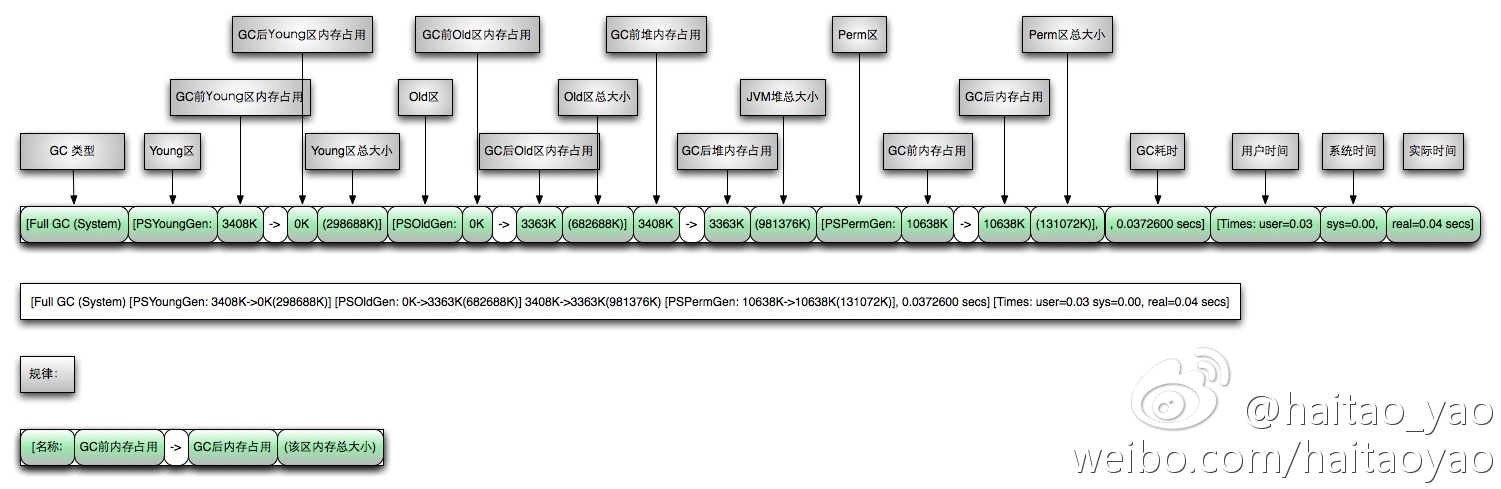 GC后Young区内存占用 GC前Old区内存占用 GC前堆内存占用 Perm区 Perm区总大小
GC前Young区内存占用 Old区 Old区总大小 JVM堆总大小 GC后内存占用
GC 类型 Young区 Young区总大小 GC后Old区内存占用 GC后堆内存占用 GC前内存占用 GC耗时 用户时间 系统时间 实际时间
[Full GC (System) [PSYoungGen: 3408K -> 0K (298688K)] [PSOldGen: 0K -> 3363K (682688K)] 3408K -> 3363K (981376K) [PSPermGen: 10638K -> 10638K (131072K)], , 0.0372600 secs] [Times: user=0.03 sys=0.00, real=0.04 secs]
[Full GC (System) [PSYoungGen: 3408K->0K(298688K)] [PSOldGen: 0K->3363K(682688K)] 3408K->3363K(981376K) [PSPermGen: 10638K->10638K(131072K)], 0.0372600 secs] [Times: user=0.03 sys=0.00, real=0.04 secs]
规律:
@haitao_yao
[名称: GC前内存占用 -> GC后内存占用 (该区内存总大小)
weibo.com/haitaoyao